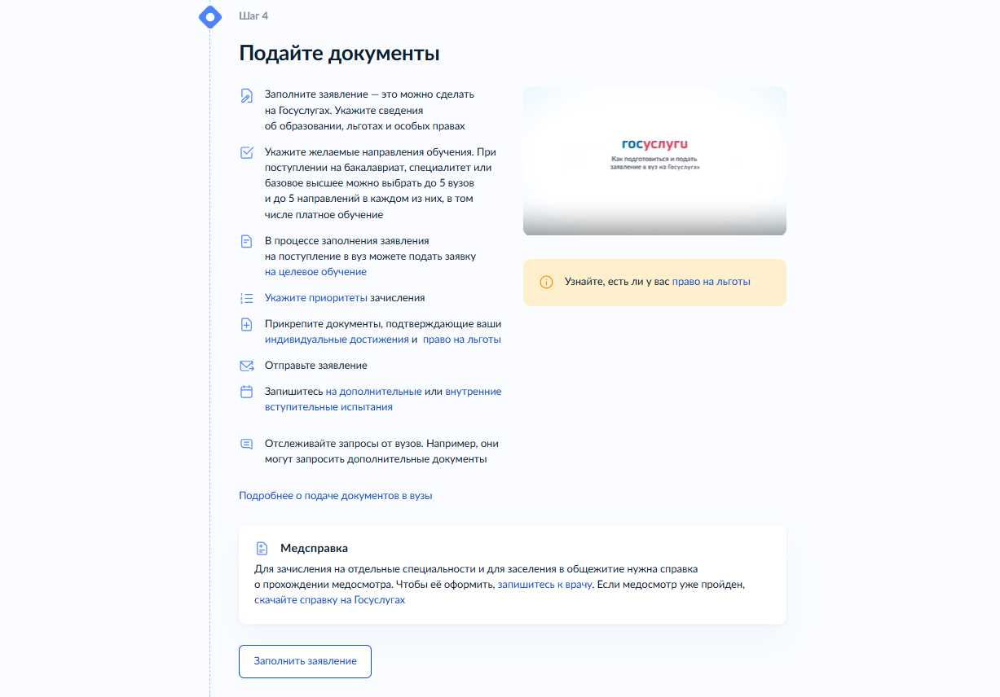 Шаг 4
Подайте документы
Заполните заявление — это можно сделать
на Госуслугах. Укажите сведения
об образовании, льготах и особых правах
Укажите желаемые направления обучения. При
поступлении на бакалавриат, специалитет или
базовое высшее можно выбрать до 5 вузов
и до 5 направлений в каждом из них, в том
числе платное обучение
В процессе заполнения заявления
на поступление в вуз можете подать заявку
на целевое обучение
Укажите приоритеты зачисления
Прикрепите документы, подтверждающие ваши
индивидуальные достижения и право на льготы
Отправьте заявление
Запишитесь на дополнительные или внутренние
вступительные испытания
Отслеживайте запросы от вузов. Например, они
могут запросить дополнительные документы
Подробнее о подаче документов в вузы
госуслуги
Как подготовиться и подать
заявление в вуз на Госуслугах
Узнайте, есть ли у вас право на льготы
Медсправка
Для зачисления на отдельные специальности и для заселения в общежитие нужна справка
о прохождении медосмотра. Чтобы её оформить, запишитесь к врачу. Если медосмотр уже пройден,
скачайте справку на Госуслугах
Заполнить заявление